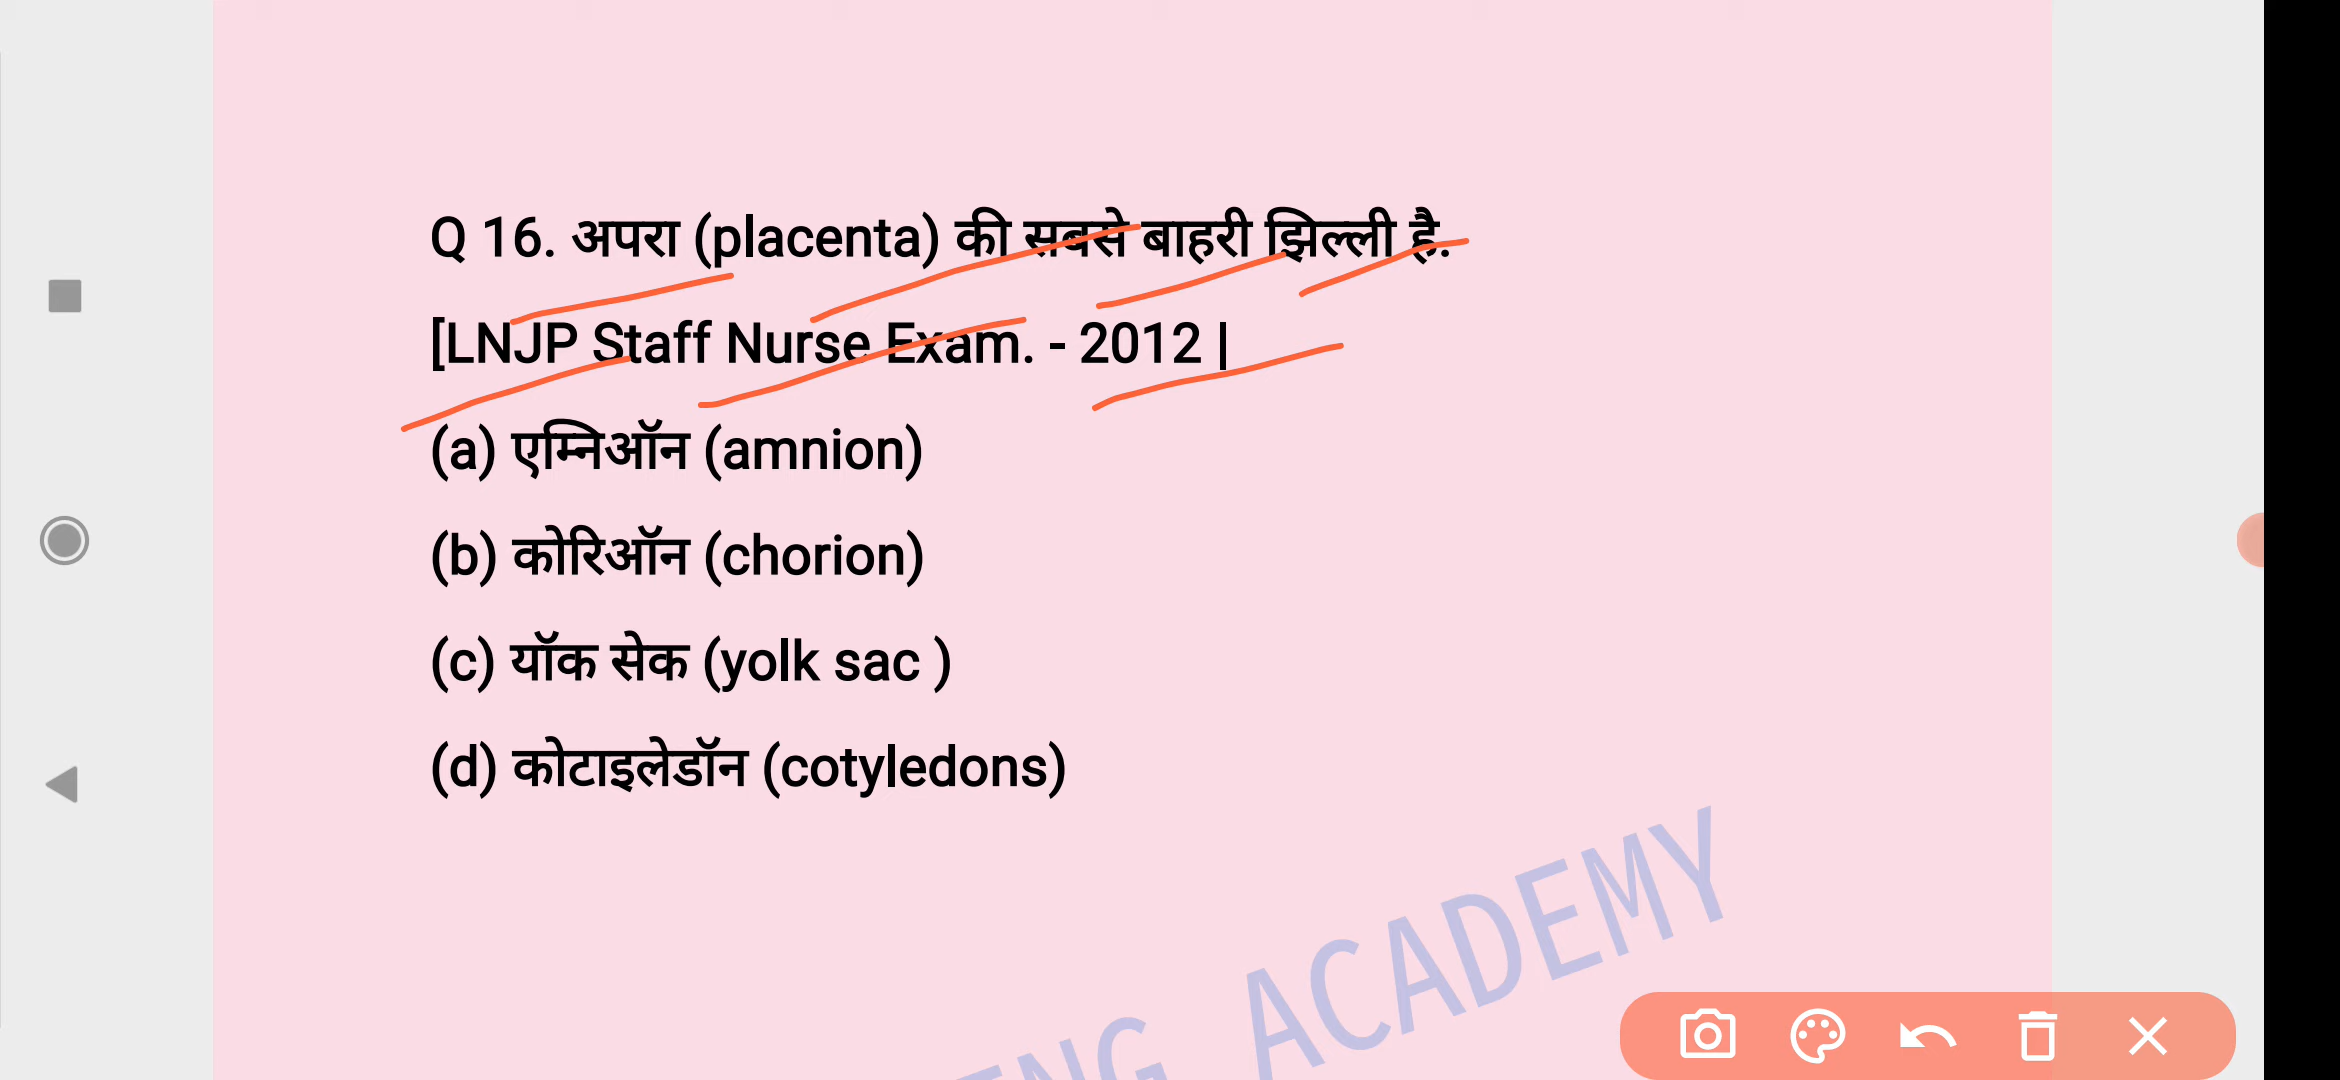 Q 16. अपरा (placenta) की सबसे बाहरी झिल्ली है.
[LNJP Staff Nurse Exam. - 2012 |
(a) एम्निऑन (amnion)
(b) कोरिऑन (chorion)
(c) यॉक सेक (yolk sac )
(d) कोटाइलेडॉन (cotyledons)
ACADEMY